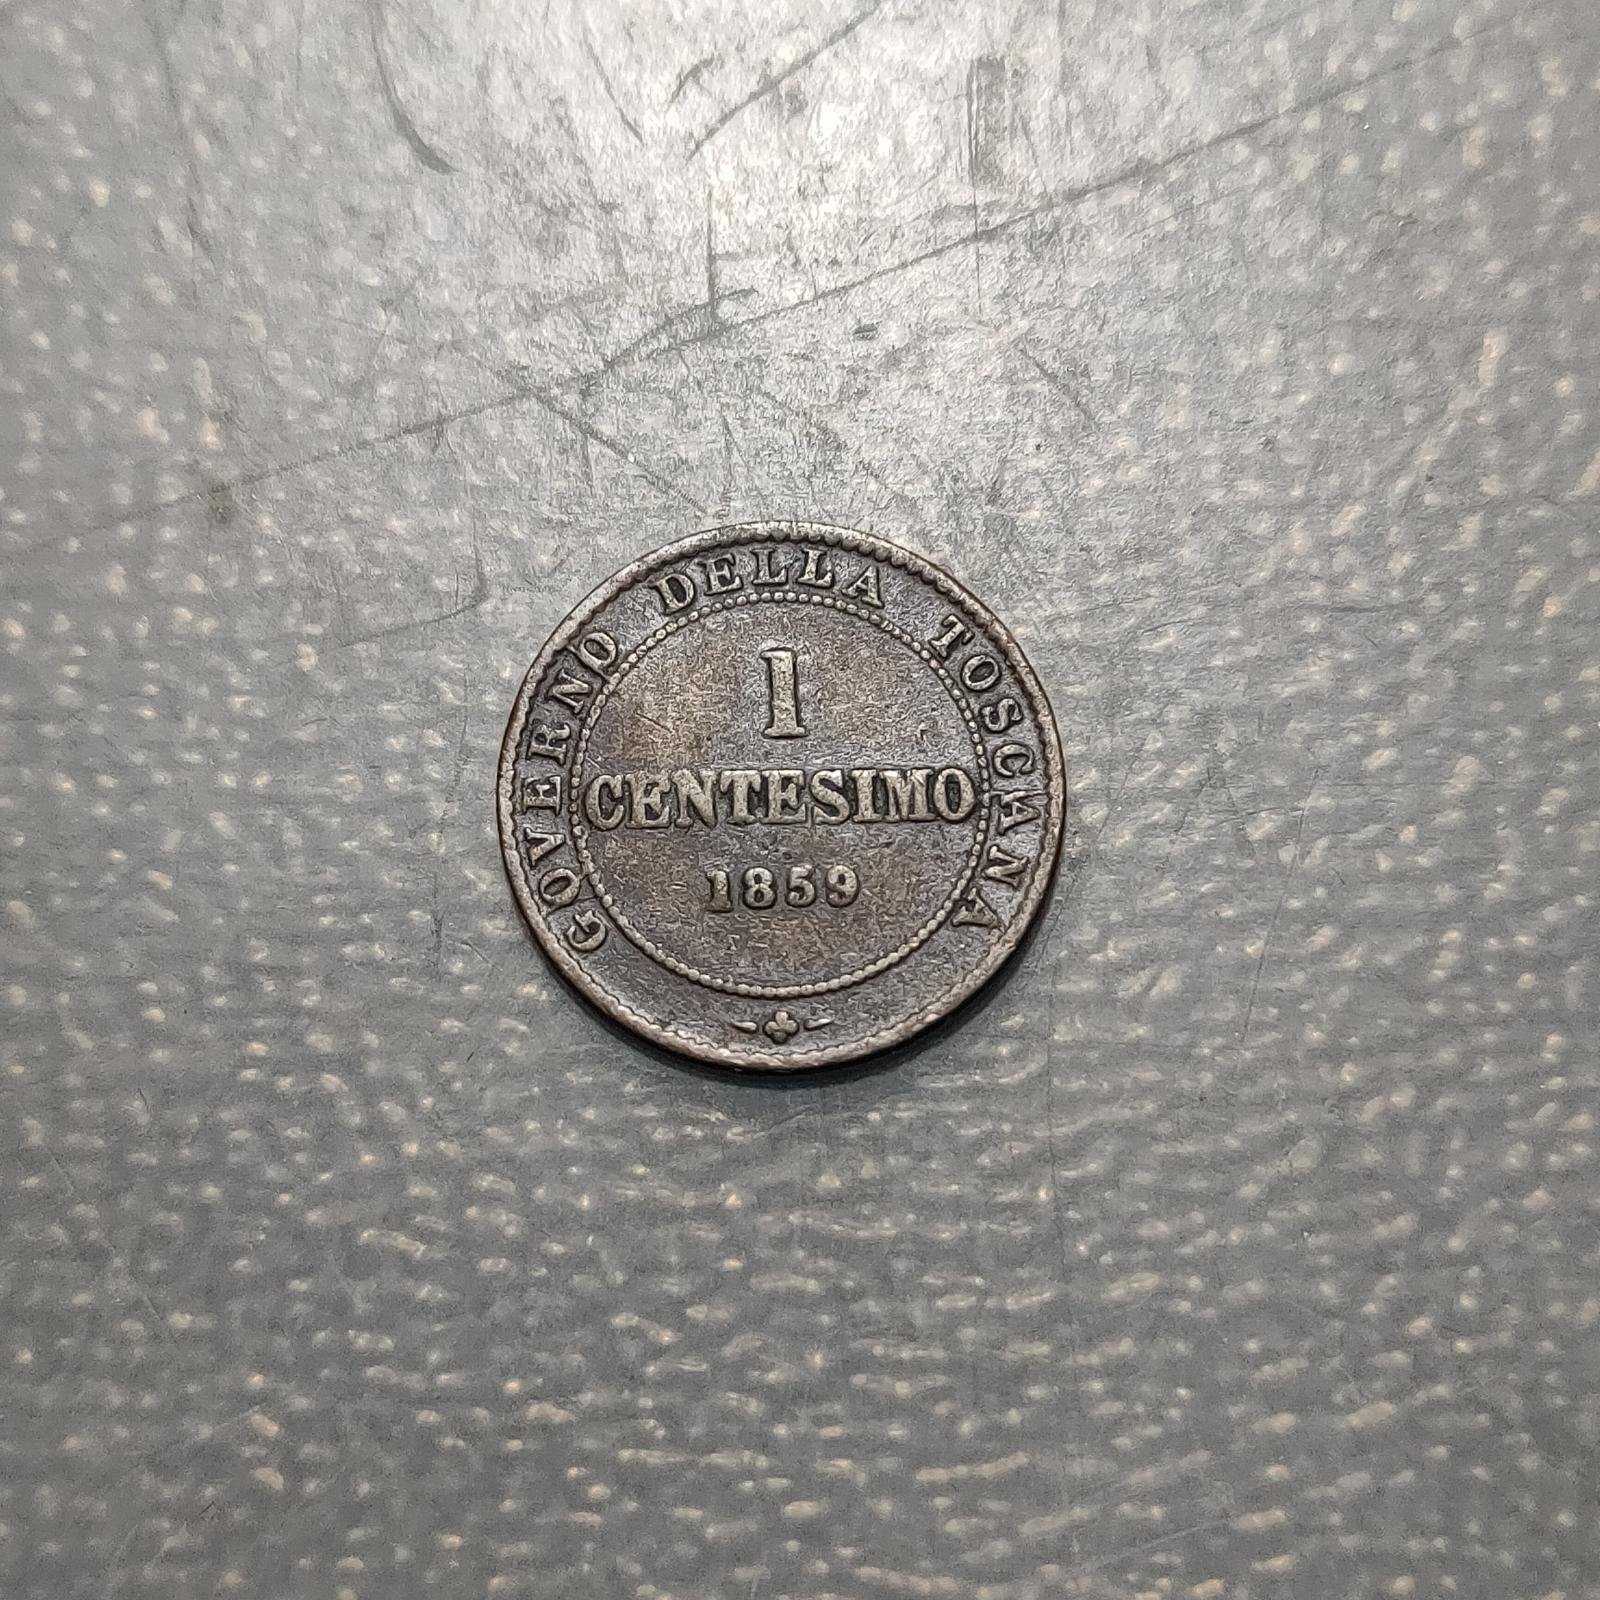 GOVERNO DELLA TOSCANA
1
CENTESIMO
1859